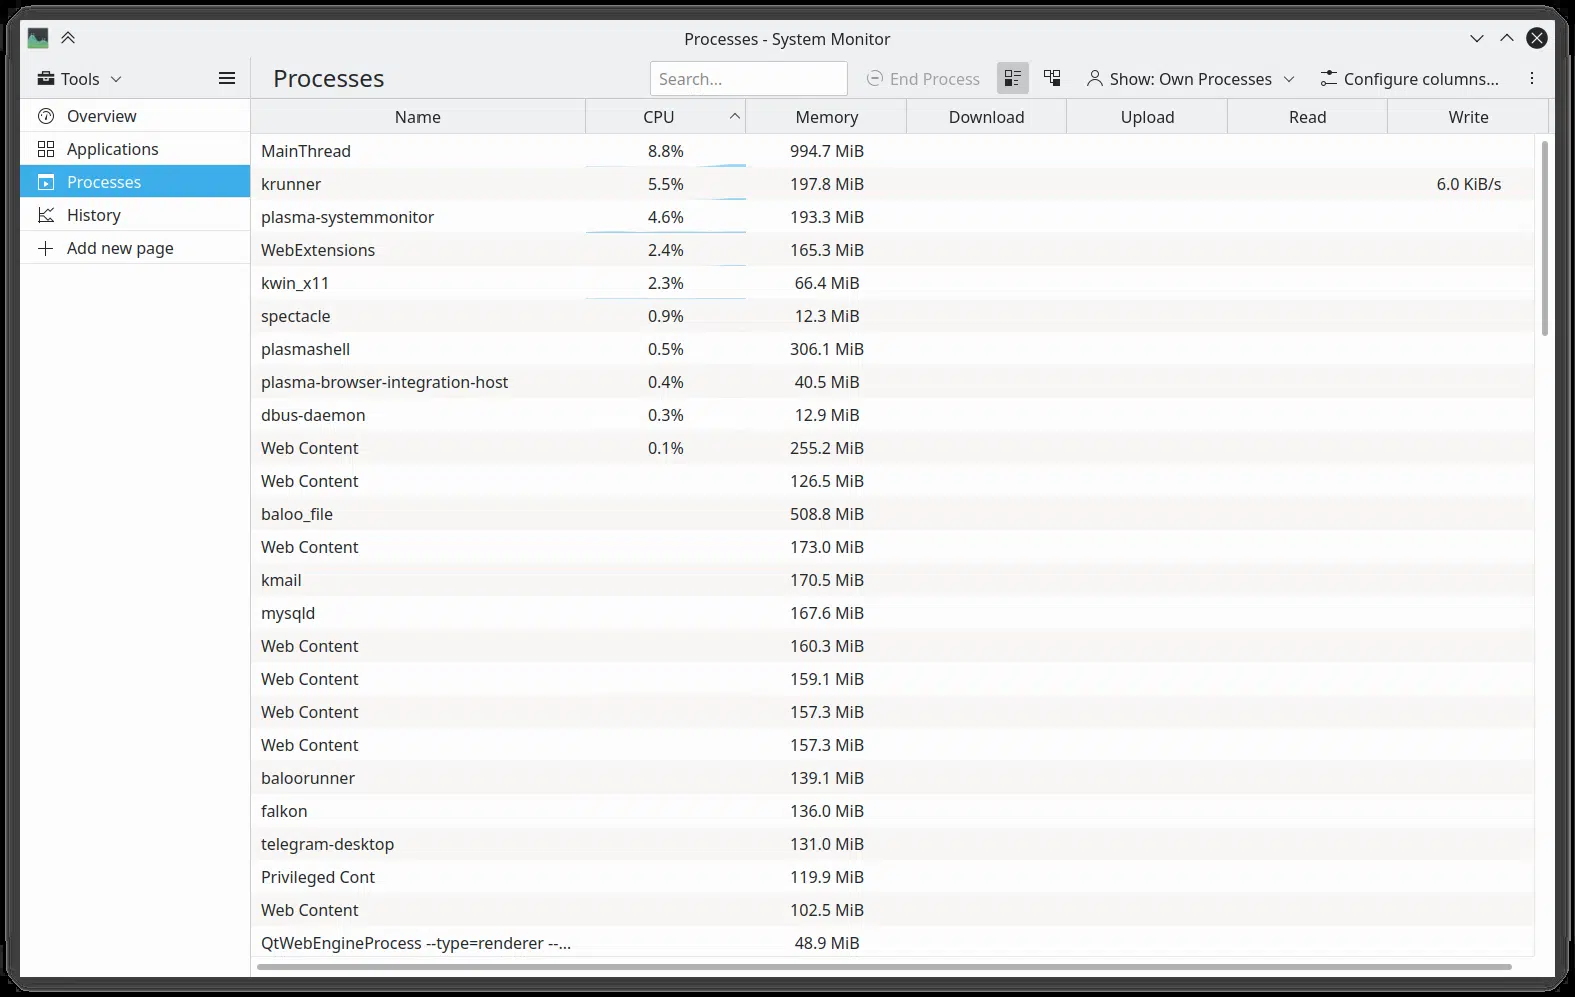 Processes - System Monitor
Tools
Processes
Search...
End Process
Show: Own Processes
Configure columns...
Overview
Applications
Processes
History
Add new page
Name CPU Memory Download Upload Read Write
MainThread 8.8% 994.7 MiB
krunner 5.5% 197.8 MiB 6.0 KiB/s
plasma-systemmonitor 4.6% 193.3 MiB
WebExtensions 2.4% 165.3 MiB
kwin_x11 2.3% 66.4 MiB
spectacle 0.9% 12.3 MiB
plasmashell 0.5% 306.1 MiB
plasma-browser-integration-host 0.4% 40.5 MiB
dbus-daemon 0.3% 12.9 MiB
Web Content 0.1% 255.2 MiB
Web Content 126.5 MiB
baloo_file 508.8 MiB
Web Content 173.0 MiB
kmail 170.5 MiB
mysqld 167.6 MiB
Web Content 160.3 MiB
Web Content 159.1 MiB
Web Content 157.3 MiB
Web Content 157.3 MiB
baloorunner 139.1 MiB
falkon 136.0 MiB
telegram-desktop 131.0 MiB
Privileged Cont 119.9 MiB
Web Content 102.5 MiB
QtWebEngineProcess --type=renderer --... 48.9 MiB